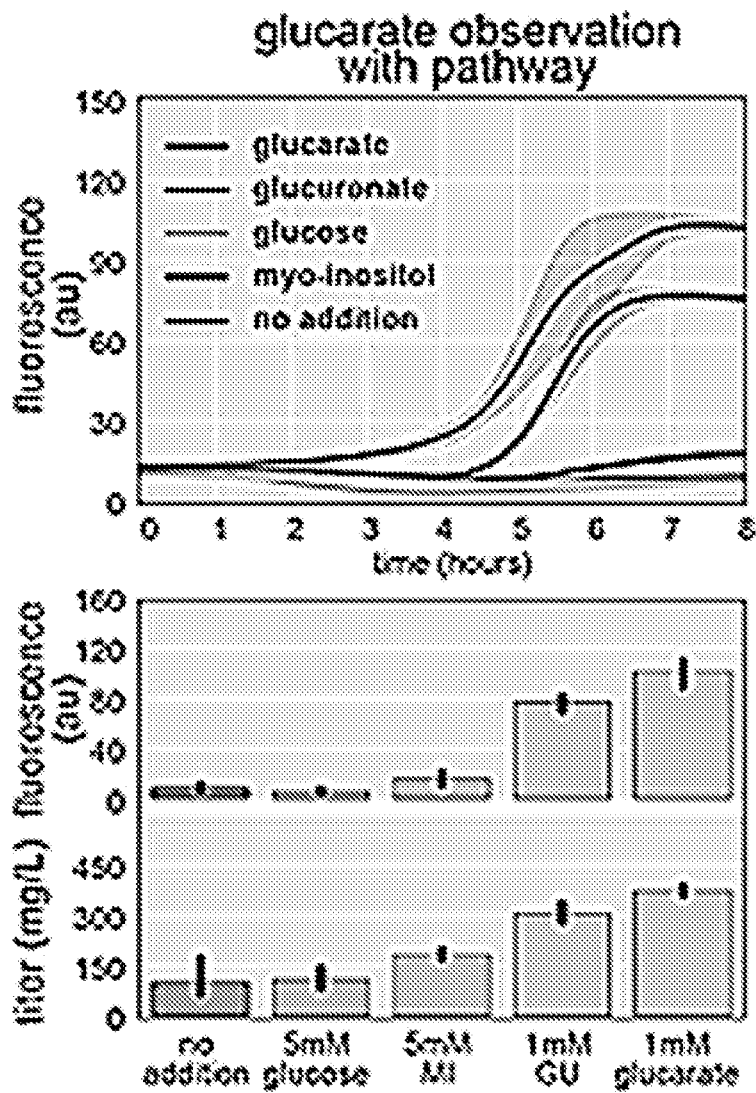 glucarate observation
with pathway
150
120
90
60
30
0
fluorescence
(au)
glucarate
glucuronate
glucose
myo-inositol
no addition
0 1 2 3 4 5 6 7 8
time (hours)
160
120
80
40
0
fluorescence
(au)
450
300
150
0
titer (mg/L)
no addition
5mM glucose
5mM MI
1mM GU
1mM glucarate